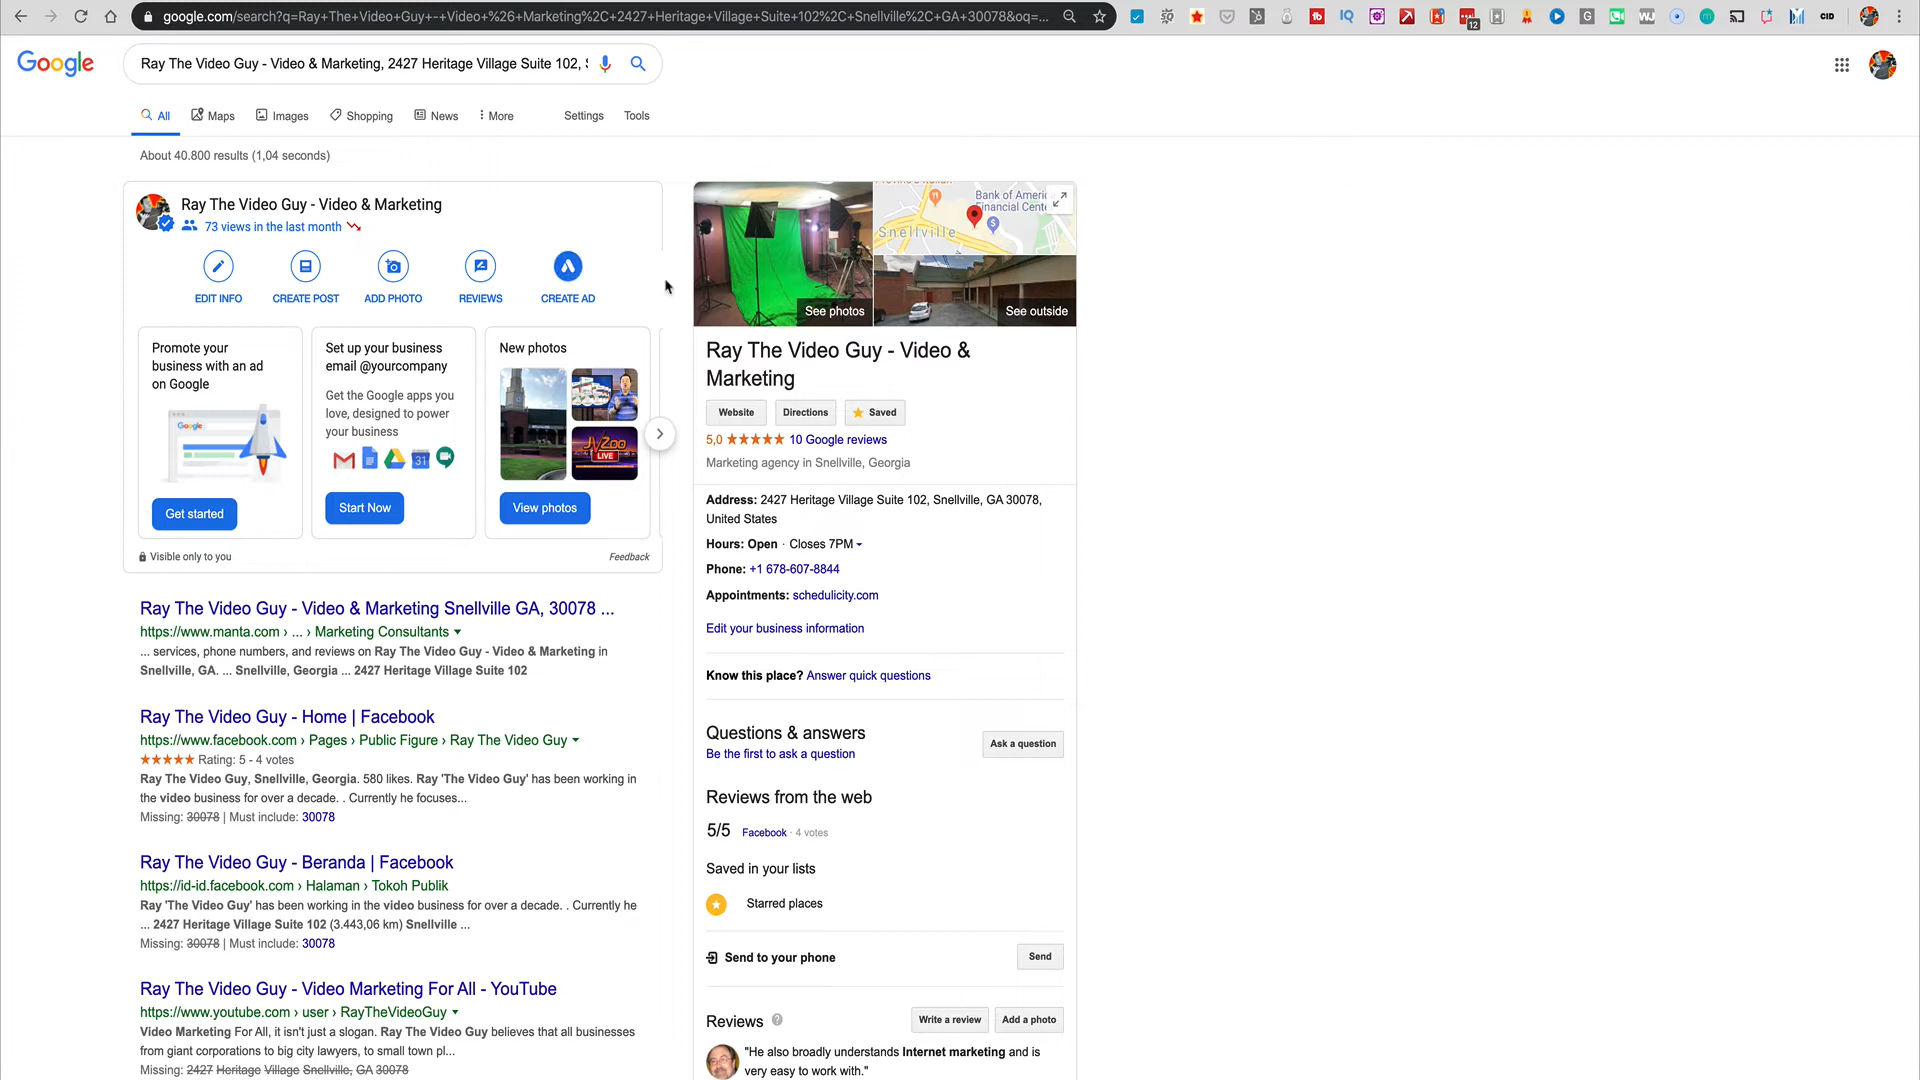 google.com/search?q=Ray+The+Video+Guy+-+Video+%26+Marketing%2C+2427+Heritage+Village+Suite+102%2C+Snellville%2C+GA+30078&oq=...
12
CID
Google
Ray The Video Guy - Video & Marketing, 2427 Heritage Village Suite 102,
All
Maps
Images
Shopping
News
More
Settings
Tools
About 40.800 results (1,04 seconds)
Ray The Video Guy - Video & Marketing
73 views in the last month
EDIT INFO
CREATE POST
ADD PHOTO
REVIEWS
CREATE AD
Promote your
business with an ad
on Google
Google
Get started
Set up your business
email @yourcompany
Get the Google apps you
love, designed to power
your business
31
Start Now
New photos
JVZoo
LIVE
View photos
Visible only to you
Feedback
Ray The Video Guy - Video & Marketing Snellville GA, 30078 ...
https://www.manta.com › ... › Marketing Consultants
... services, phone numbers, and reviews on Ray The Video Guy - Video & Marketing in
Snellville, GA. ... Snellville, Georgia ... 2427 Heritage Village Suite 102
Ray The Video Guy - Home | Facebook
https://www.facebook.com › Pages › Public Figure › Ray The Video Guy
Rating: 5 - 4 votes
Ray The Video Guy, Snellville, Georgia. 580 likes. Ray 'The Video Guy' has been working in
the video business for over a decade. . Currently he focuses...
Missing: 30078 | Must include: 30078
Ray The Video Guy - Beranda | Facebook
https://id-id.facebook.com › Halaman › Tokoh Publik
Ray 'The Video Guy' has been working in the video business for over a decade. . Currently he
... 2427 Heritage Village Suite 102 (3.443,06 km) Snellville ...
Missing: 30078 | Must include: 30078
Ray The Video Guy - Video Marketing For All - YouTube
https://www.youtube.com › user › RayTheVideoGuy
Video Marketing For All, it isn't just a slogan. Ray The Video Guy believes that all businesses
from giant corporations to big city lawyers, to small town pl...
Missing: 2427 Heritage Village Snellville, GA 30078
Bank of Ameri
Financial Cente
Snellville
See photos
See outside
Ray The Video Guy - Video &
Marketing
Website
Directions
Saved
5,0 10 Google reviews
Marketing agency in Snellville, Georgia
Address: 2427 Heritage Village Suite 102, Snellville, GA 30078,
United States
Hours: Open · Closes 7PM
Phone: +1 678-607-8844
Appointments: schedulicity.com
Edit your business information
Know this place? Answer quick questions
Questions & answers
Be the first to ask a question
Ask a question
Reviews from the web
5/5 Facebook · 4 votes
Saved in your lists
Starred places
Send to your phone
Send
Reviews
Write a review
Add a photo
"He also broadly understands Internet marketing and is
very easy to work with."